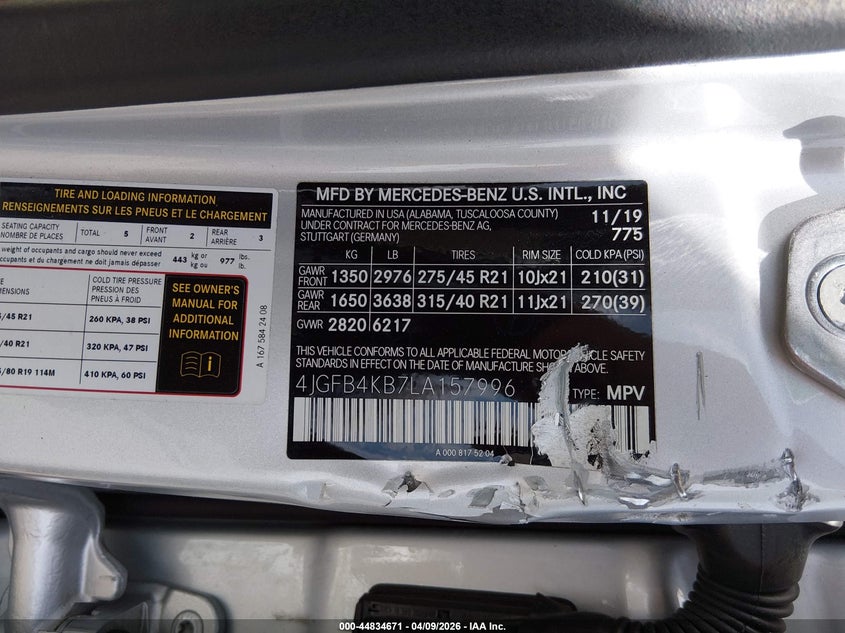 TIRE AND LOADING INFORMATION
RENSEIGNEMENTS SUR LES PNEUS ET LE CHARGEMENT
SEATING CAPACITY TOTAL 5 FRONT 2 REAR 3
NOMBRE DE PLACES AVANT ARRIÈRE
weight of occupants and cargo should never exceed 443 kg or 977 lbs.
occupants et du chargement ne doit jamais dépasser kg ou lb.
COLD TIRE PRESSURE
PRESSION DES
PNEUS À FROID
45 R21 260 KPA, 38 PSI
40 R21 320 KPA, 47 PSI
80 R19 114M 410 KPA, 60 PSI
SEE OWNER'S
MANUAL FOR
ADDITIONAL
INFORMATION
A 167 584 24 08
MFD BY MERCEDES-BENZ U.S. INTL., INC
MANUFACTURED IN USA (ALABAMA, TUSCALOOSA COUNTY) 11/19
UNDER CONTRACT FOR MERCEDES-BENZ AG, 775
STUTTGART (GERMANY)
KG LB TIRES RIM SIZE COLD KPA (PSI)
GAWR FRONT 1350 2976 275/45 R21 10Jx21 210(31)
GAWR REAR 1650 3638 315/40 R21 11Jx21 270(39)
GVWR 2820 6217
THIS VEHICLE CONFORMS TO ALL APPLICABLE FEDERAL MOTOR VEHICLE SAFETY
STANDARDS IN EFFECT ON THE DATE OF MANUFACTURE SHOWN ABOVE.
4JGFB4KB7LA157996 TYPE: MPV
A 000 817 52 04
000-44834671 | 04/09/2026 - ©IAA Inc.